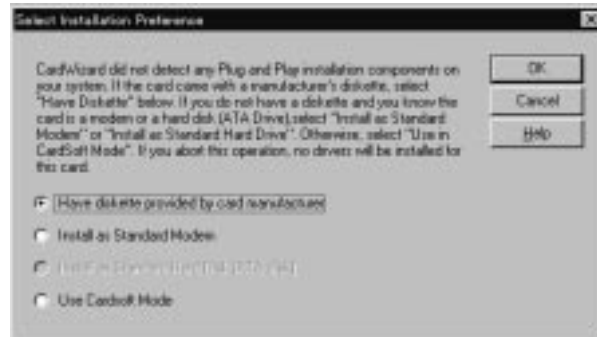 Select Installation Preference
CardWizard did not detect any Plug and Play installation components on
your system. If the card came with a manufacturer's diskette, select
"Have Diskette" below. If you do not have a diskette and you know the
card is a modem or a hard disk (ATA Drive),select "Install as Standard
Modem" or "Install as Standard Hard Drive". Otherwise, select "Use in
CardSoft Mode". If you abort this operation, no drivers will be installed for
this card.
OK
Cancel
Help
Have diskette provided by card manufacturer
Install as Standard Modem
Use Cardsoft Mode